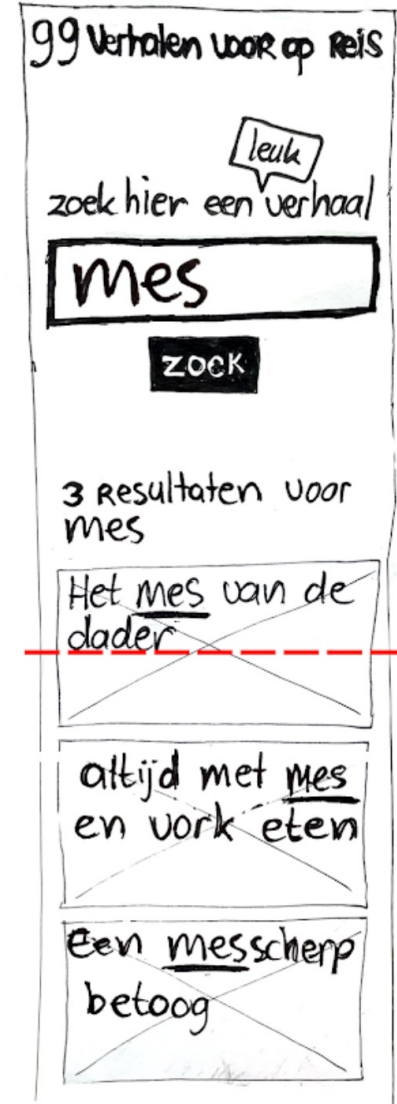 99 Verhalen voor op Reis
leuk
zoek hier een verhaal
mes
zoek
3 Resultaten voor
mes
Het mes van de
dader
altijd met mes
en vork eten
Een messcherp
betoog